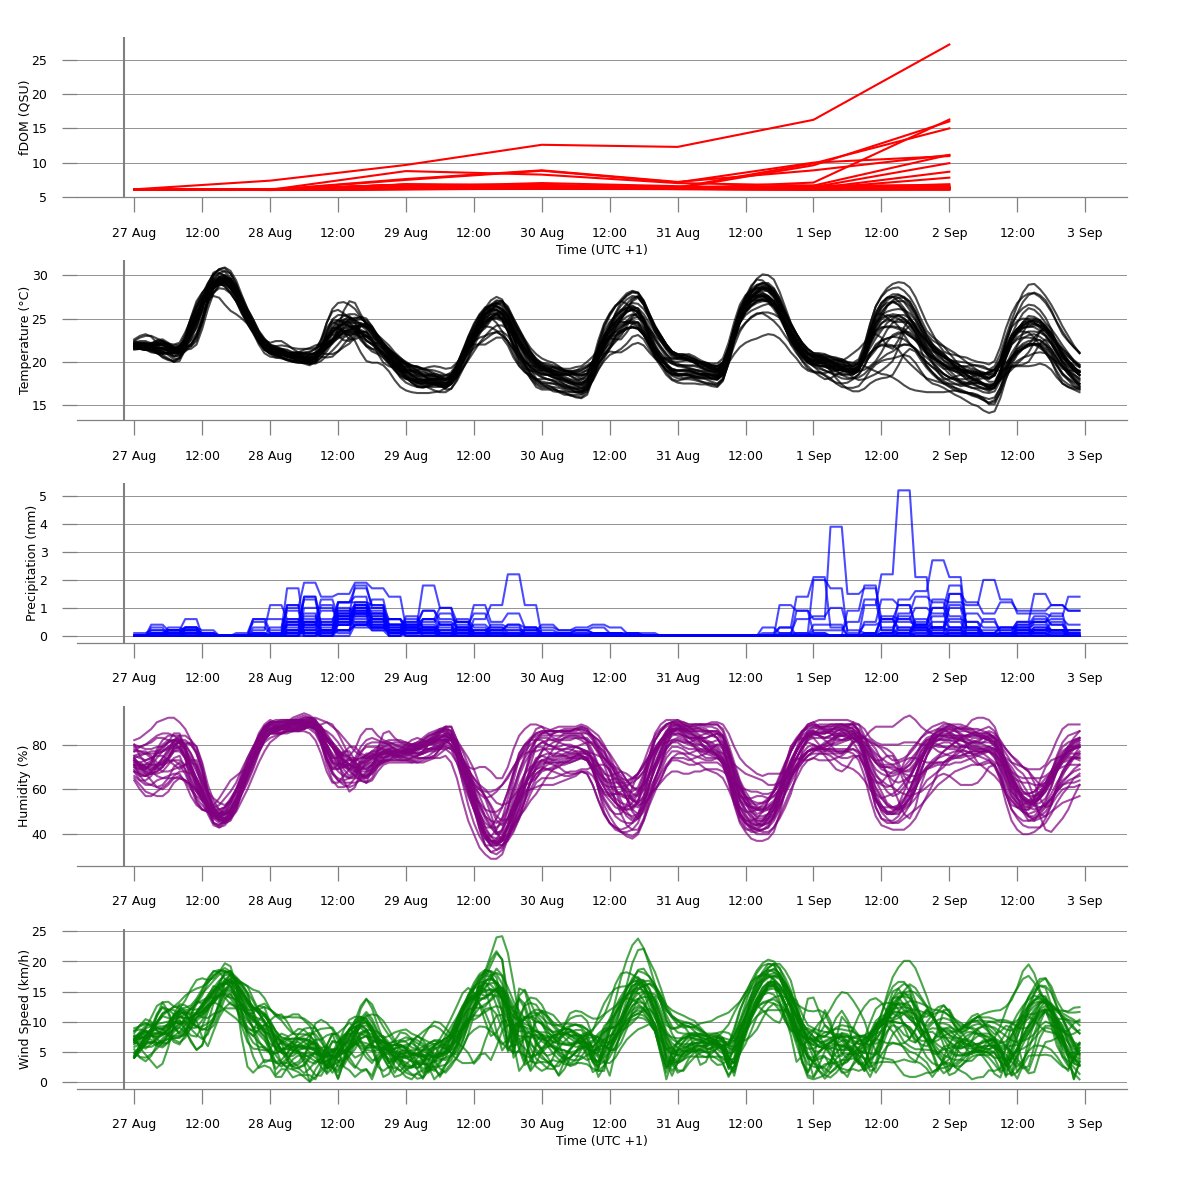 fDOM (QSU)
25
20
15
10
5
27 Aug 12:00 28 Aug 12:00 29 Aug 12:00 30 Aug 12:00 31 Aug 12:00 1 Sep 12:00 2 Sep 12:00 3 Sep
Time (UTC +1)
Temperature (°C)
30
25
20
15
27 Aug 12:00 28 Aug 12:00 29 Aug 12:00 30 Aug 12:00 31 Aug 12:00 1 Sep 12:00 2 Sep 12:00 3 Sep
Precipitation (mm)
5
4
3
2
1
0
27 Aug 12:00 28 Aug 12:00 29 Aug 12:00 30 Aug 12:00 31 Aug 12:00 1 Sep 12:00 2 Sep 12:00 3 Sep
Humidity (%)
80
60
40
27 Aug 12:00 28 Aug 12:00 29 Aug 12:00 30 Aug 12:00 31 Aug 12:00 1 Sep 12:00 2 Sep 12:00 3 Sep
Wind Speed (km/h)
25
20
15
10
5
0
27 Aug 12:00 28 Aug 12:00 29 Aug 12:00 30 Aug 12:00 31 Aug 12:00 1 Sep 12:00 2 Sep 12:00 3 Sep
Time (UTC +1)